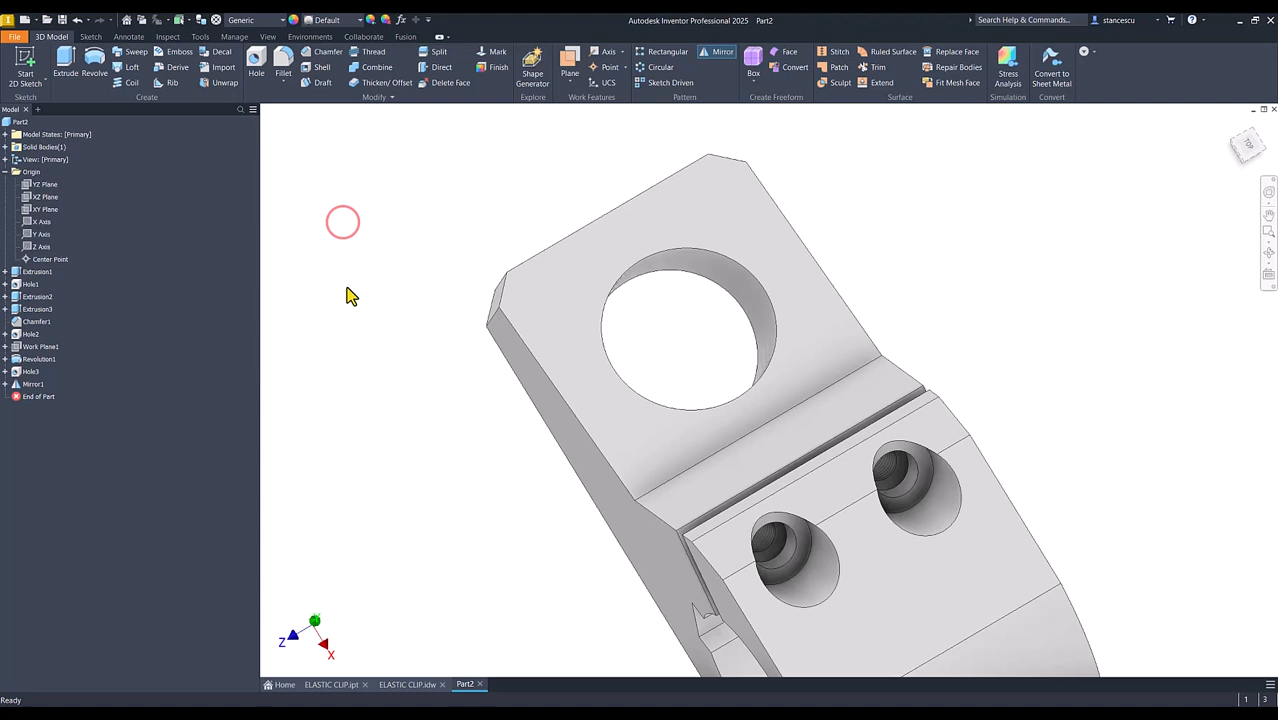 Generic
Default
Autodesk Inventor Professional 2025 Part2
Search Help & Commands...
stancescu
File 3D Model Sketch Annotate Inspect Tools Manage View Environments Collaborate Fusion
Start
2D Sketch
Sketch
Extrude
Revolve
Sweep
Loft
Coil
Emboss
Derive
Rib
Decal
Import
Unwrap
Create
Hole
Fillet
Chamfer
Shell
Draft
Thread
Combine
Thicken/ Offset
Split
Direct
Delete Face
Modify
Mark
Finish
Shape
Generator
Explore
Plane
Axis
Point
UCS
Work Features
Rectangular
Circular
Sketch Driven
Mirror
Pattern
Box
Face
Convert
Create Freeform
Stitch
Patch
Sculpt
Ruled Surface
Trim
Extend
Replace Face
Repair Bodies
Fit Mesh Face
Surface
Stress
Analysis
Simulation
Convert to
Sheet Metal
Convert
Model
Part2
Model States: [Primary]
Solid Bodies(1)
View: [Primary]
Origin
YZ Plane
XZ Plane
XY Plane
X Axis
Y Axis
Z Axis
Center Point
Extrusion1
Hole1
Extrusion2
Extrusion3
Chamfer1
Hole2
Work Plane1
Revolution1
Hole3
Mirror1
End of Part
TOP
Z
X
Home ELASTIC CLIP.ipt ELASTIC CLIP.idw Part2
Ready
1 3